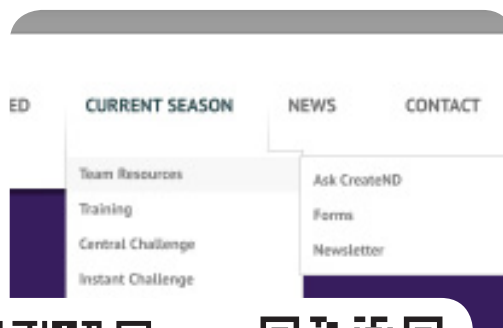 ED CURRENT SEASON NEWS CONTACT
Team Resources
Training
Central Challenge
Instant Challenge
Ask CreateND
Forms
Newsletter